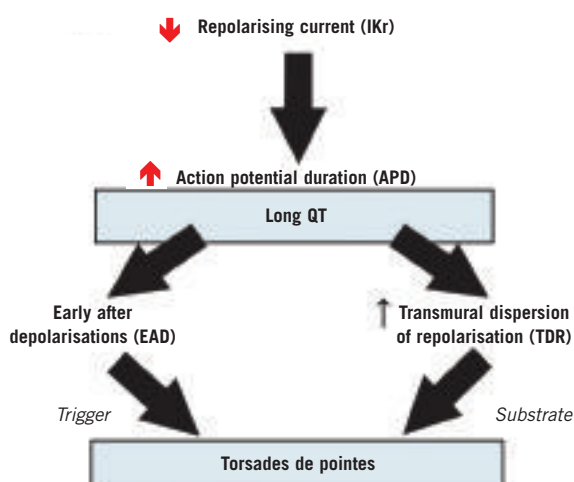 Repolarising current (IKr)
Action potential duration (APD)
Long QT
Early after
depolarisations (EAD)
Transmural dispersion
of repolarisation (TDR)
Trigger
Substrate
Torsades de pointes